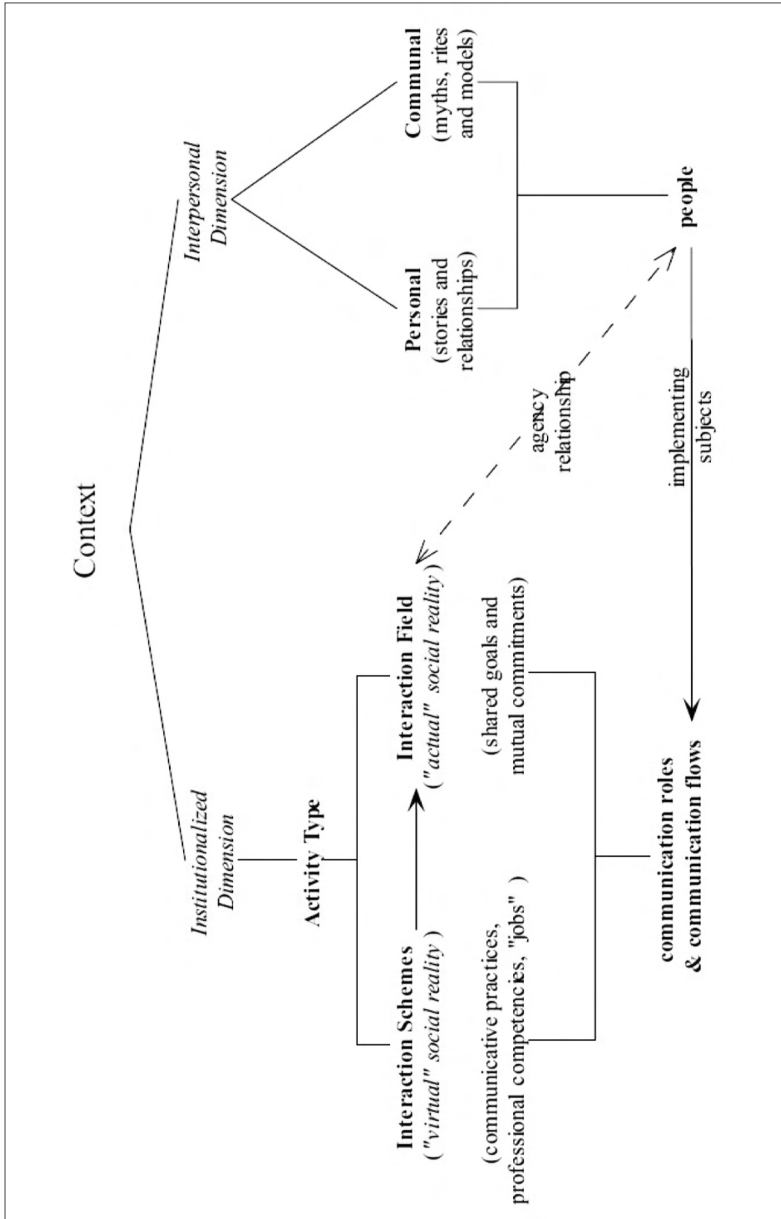 Context
Institutionalized
Dimension
Interpersonal
Dimension
Activity Type
Interaction Schemes
("virtual" social reality)
Interaction Field
("actual" social reality)
Personal
(stories and
relationships)
Communal
(myths, rites
and models)
(communicative practices,
professional competencies, "jobs" )
(shared goals and
mutual commitments)
agency
relationship
communication roles
& communication flows
implementing
subjects
people